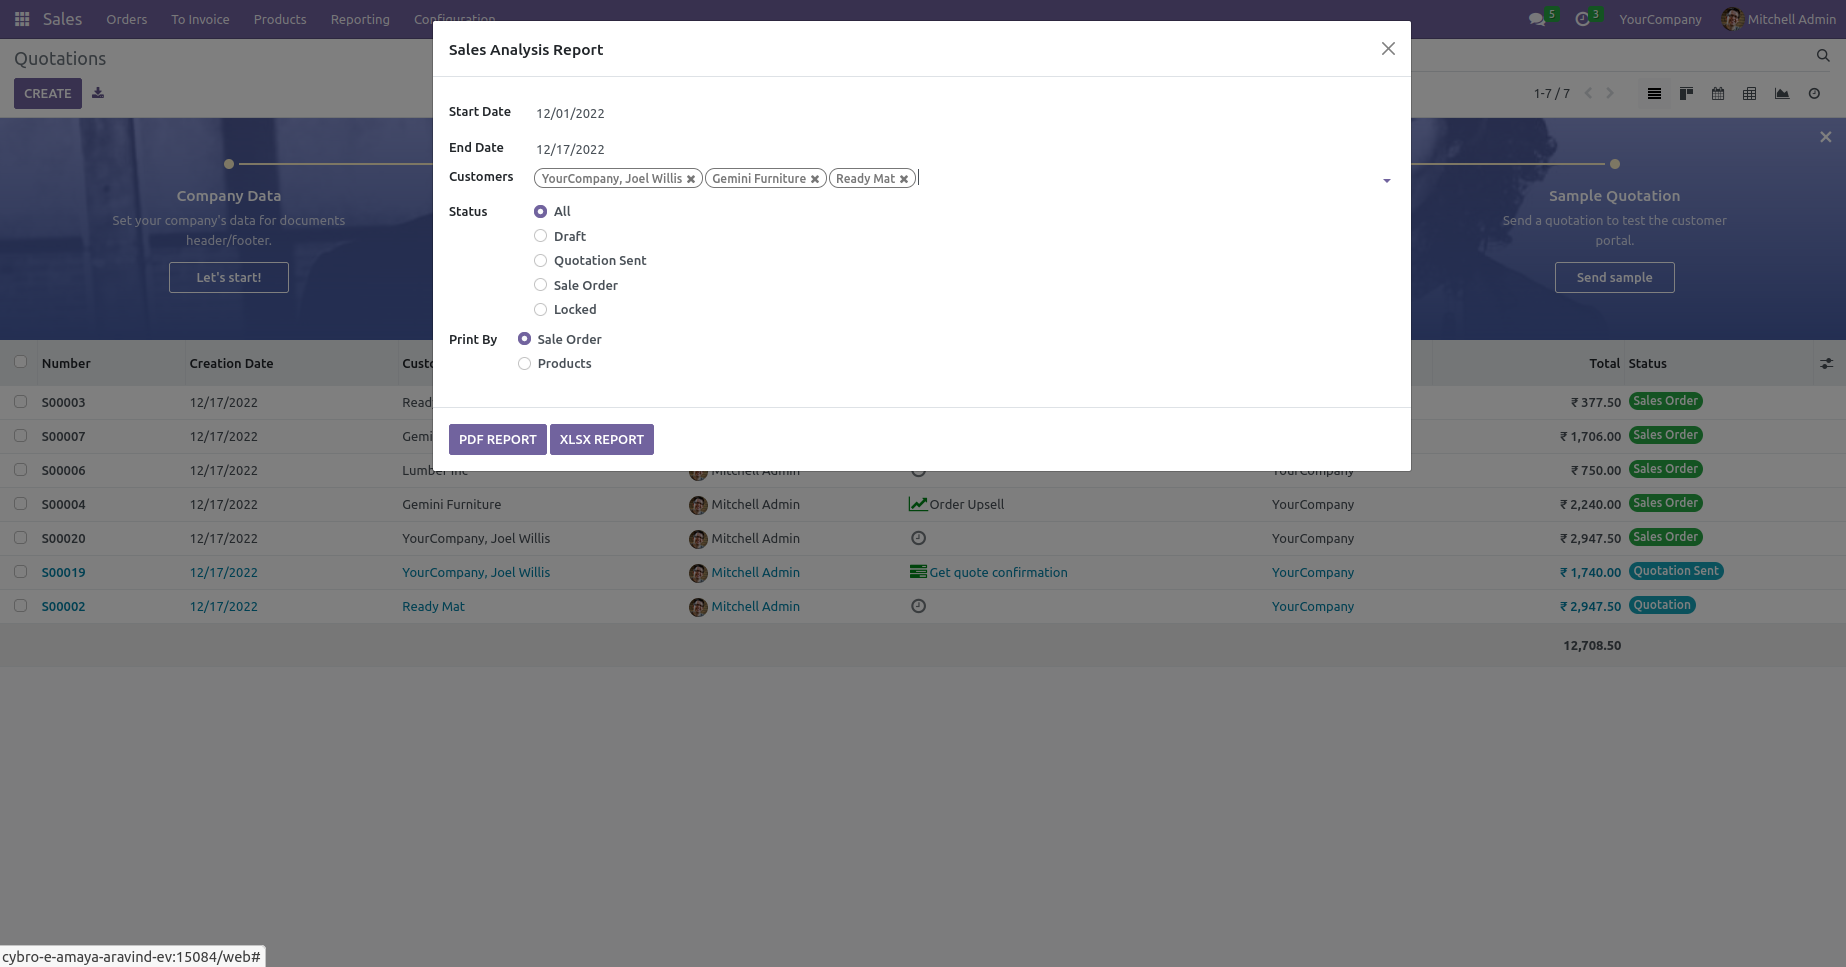 Sales Orders To Invoice Products Reporting Configuration 5 3 YourCompany Mitchell Admin
Quotations
CREATE
1-7 / 7
Sales Analysis Report
Start Date 12/01/2022
End Date 12/17/2022
Customers YourCompany, Joel Willis Gemini Furniture Ready Mat
Status All
Draft
Quotation Sent
Sale Order
Locked
Print By Sale Order
Products
PDF REPORT XLSX REPORT
Company Data
Set your company's data for documents
header/footer.
Let's start!
Sample Quotation
Send a quotation to test the customer
portal.
Send sample
Number Creation Date Total Status
S00003 12/17/2022 Ready ₹ 377.50 Sales Order
S00007 12/17/2022 Gemi ₹ 1,706.00 Sales Order
S00006 12/17/2022 Lumber Inc Mitchell Admin YourCompany ₹ 750.00 Sales Order
S00004 12/17/2022 Gemini Furniture Mitchell Admin Order Upsell YourCompany ₹ 2,240.00 Sales Order
S00020 12/17/2022 YourCompany, Joel Willis Mitchell Admin YourCompany ₹ 2,947.50 Sales Order
S00019 12/17/2022 YourCompany, Joel Willis Mitchell Admin Get quote confirmation YourCompany ₹ 1,740.00 Quotation Sent
S00002 12/17/2022 Ready Mat Mitchell Admin YourCompany ₹ 2,947.50 Quotation
12,708.50
cybro-e-amaya-aravind-ev:15084/web#